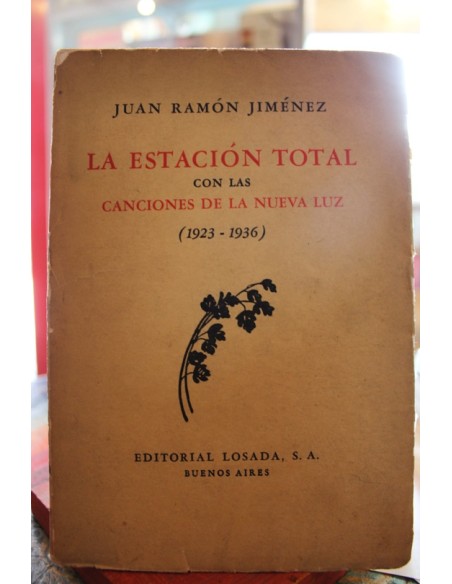 JUAN RAMÓN JIMÉNEZ
LA ESTACIÓN TOTAL
CON LAS
CANCIONES DE LA NUEVA LUZ
(1923 - 1936)
EDITORIAL LOSADA, S. A.
BUENOS AIRES